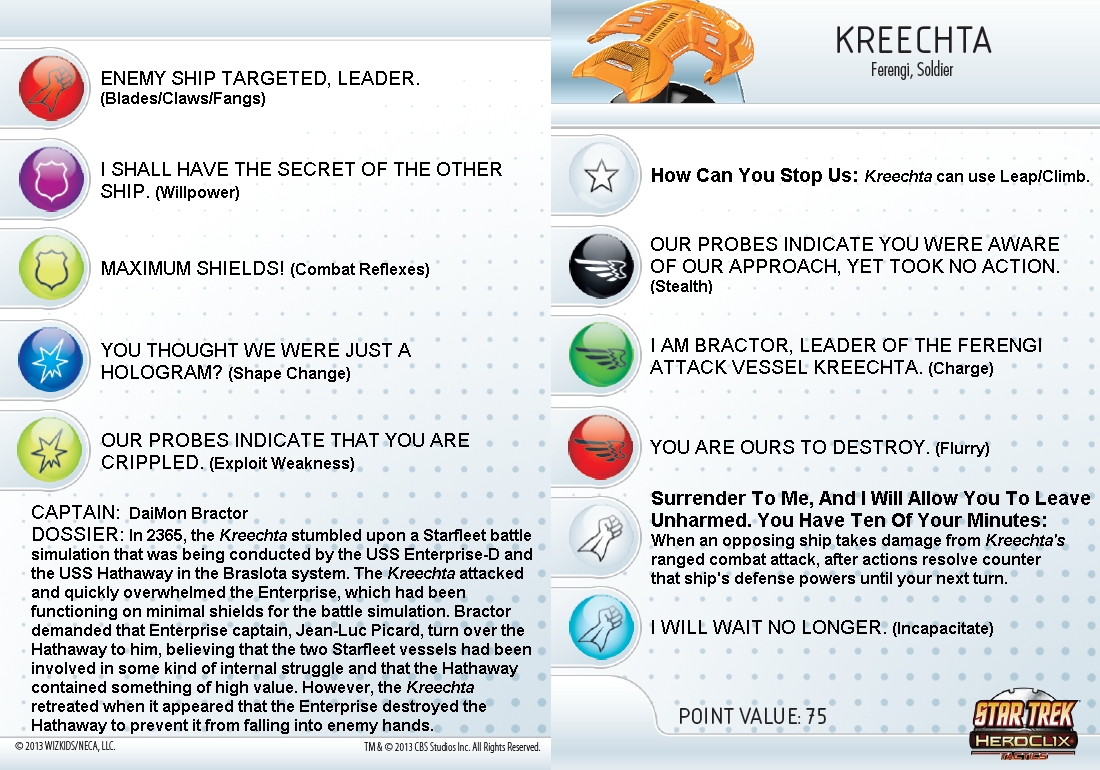 ENEMY SHIP TARGETED, LEADER.
(Blades/Claws/Fangs)
I SHALL HAVE THE SECRET OF THE OTHER
SHIP. (Willpower)
MAXIMUM SHIELDS! (Combat Reflexes)
YOU THOUGHT WE WERE JUST A
HOLOGRAM? (Shape Change)
OUR PROBES INDICATE THAT YOU ARE
CRIPPLED. (Exploit Weakness)
CAPTAIN: DaiMon Bractor
DOSSIER: In 2365, the Kreechta stumbled upon a Starfleet battle
simulation that was being conducted by the USS Enterprise-D and
the USS Hathaway in the Braslota system. The Kreechta attacked
and quickly overwhelmed the Enterprise, which had been
functioning on minimal shields for the battle simulation. Bractor
demanded that Enterprise captain, Jean-Luc Picard, turn over the
Hathaway to him, believing that the two Starfleet vessels had been
involved in some kind of internal struggle and that the Hathaway
contained something of high value. However, the Kreechta
retreated when it appeared that the Enterprise destroyed the
Hathaway to prevent it from falling into enemy hands.
© 2013 WIZKIDS/NECA, LLC.
TM & © 2013 CBS Studios Inc. All Rights Reserved.
KREECHTA
Ferengi, Soldier
How Can You Stop Us: Kreechta can use Leap/Climb.
OUR PROBES INDICATE YOU WERE AWARE
OF OUR APPROACH, YET TOOK NO ACTION.
(Stealth)
I AM BRACTOR, LEADER OF THE FERENGI
ATTACK VESSEL KREECHTA. (Charge)
YOU ARE OURS TO DESTROY. (Flurry)
Surrender To Me, And I Will Allow You To Leave
Unharmed. You Have Ten Of Your Minutes:
When an opposing ship takes damage from Kreechta's
ranged combat attack, after actions resolve counter
that ship's defense powers until your next turn.
I WILL WAIT NO LONGER. (Incapacitate)
POINT VALUE: 75
STAR TREK
HEROCLIX
TACTICS